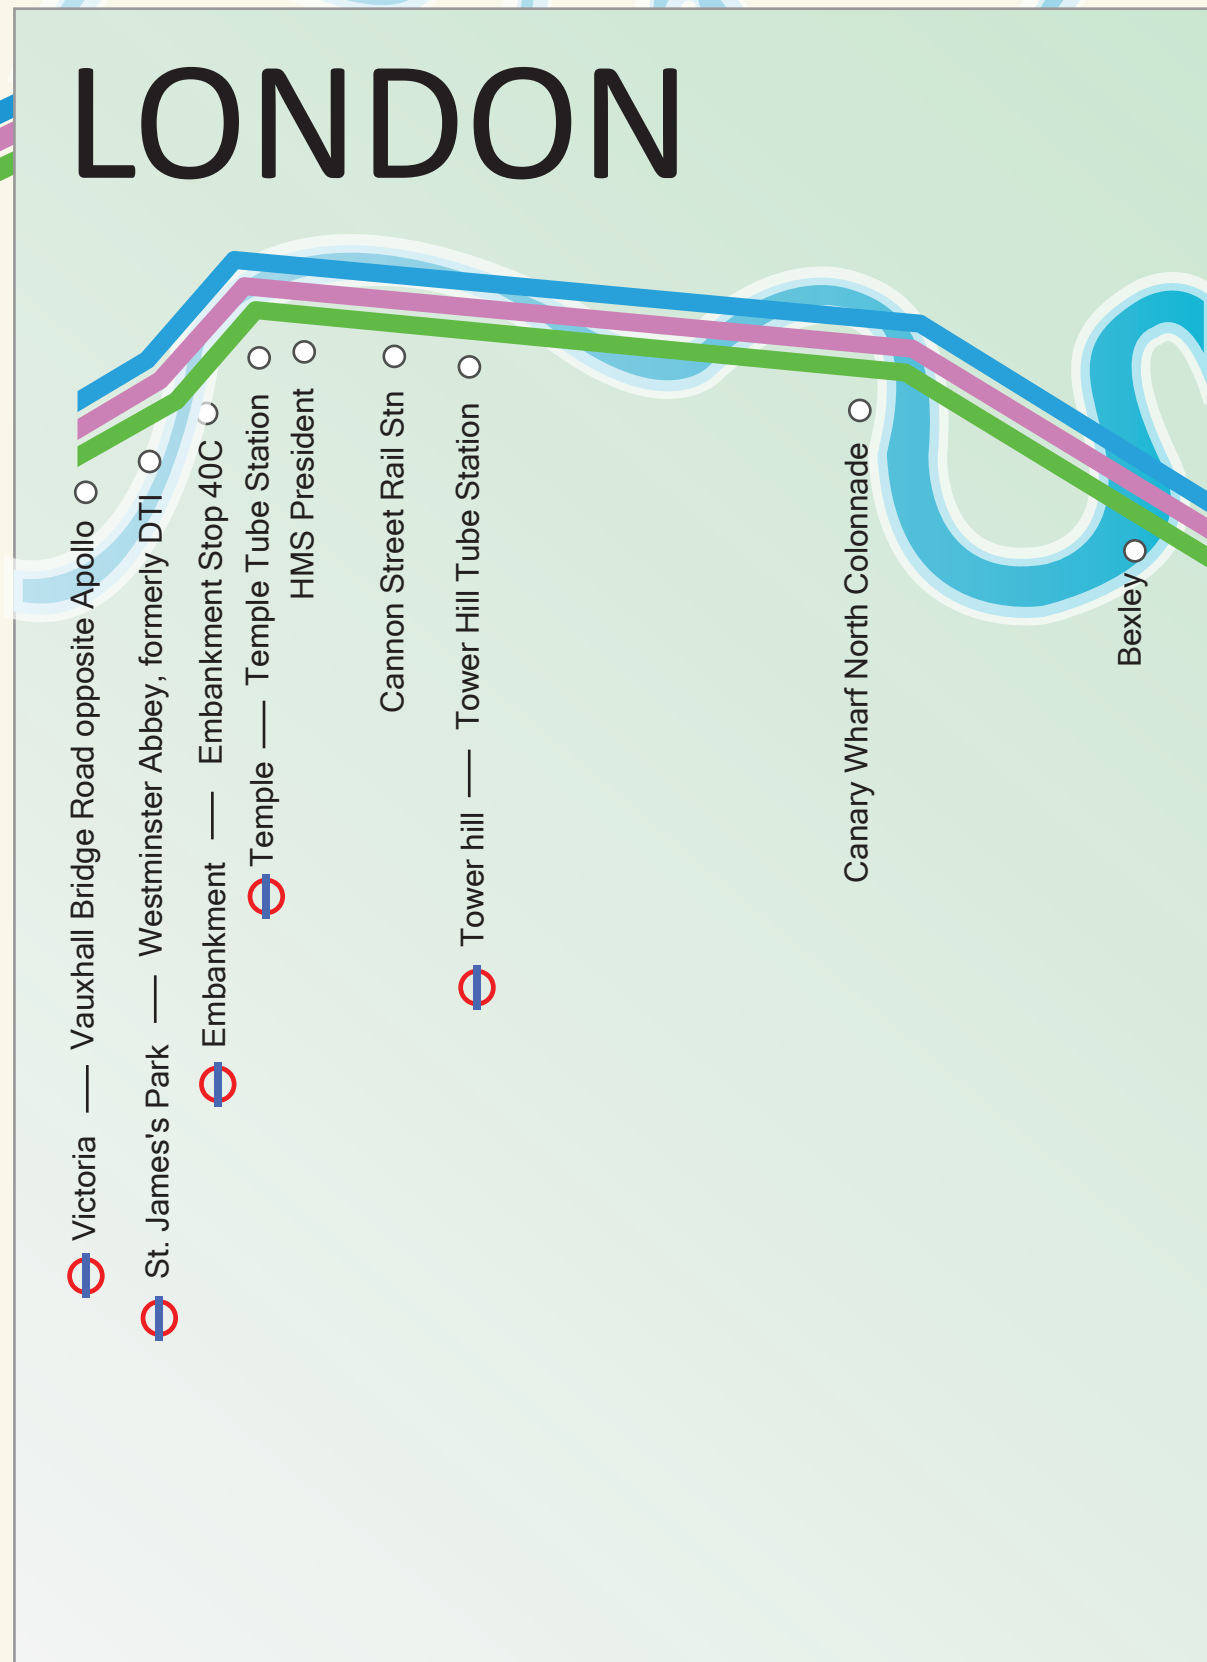 LONDON
Victoria — Vauxhall Bridge Road opposite Apollo
St. James's Park — Westminster Abbey, formerly DTI
Embankment — Embankment Stop 40C
Temple — Temple Tube Station
HMS President
Cannon Street Rail Stn
Tower hill — Tower Hill Tube Station
Canary Wharf North Colonnade
Bexley